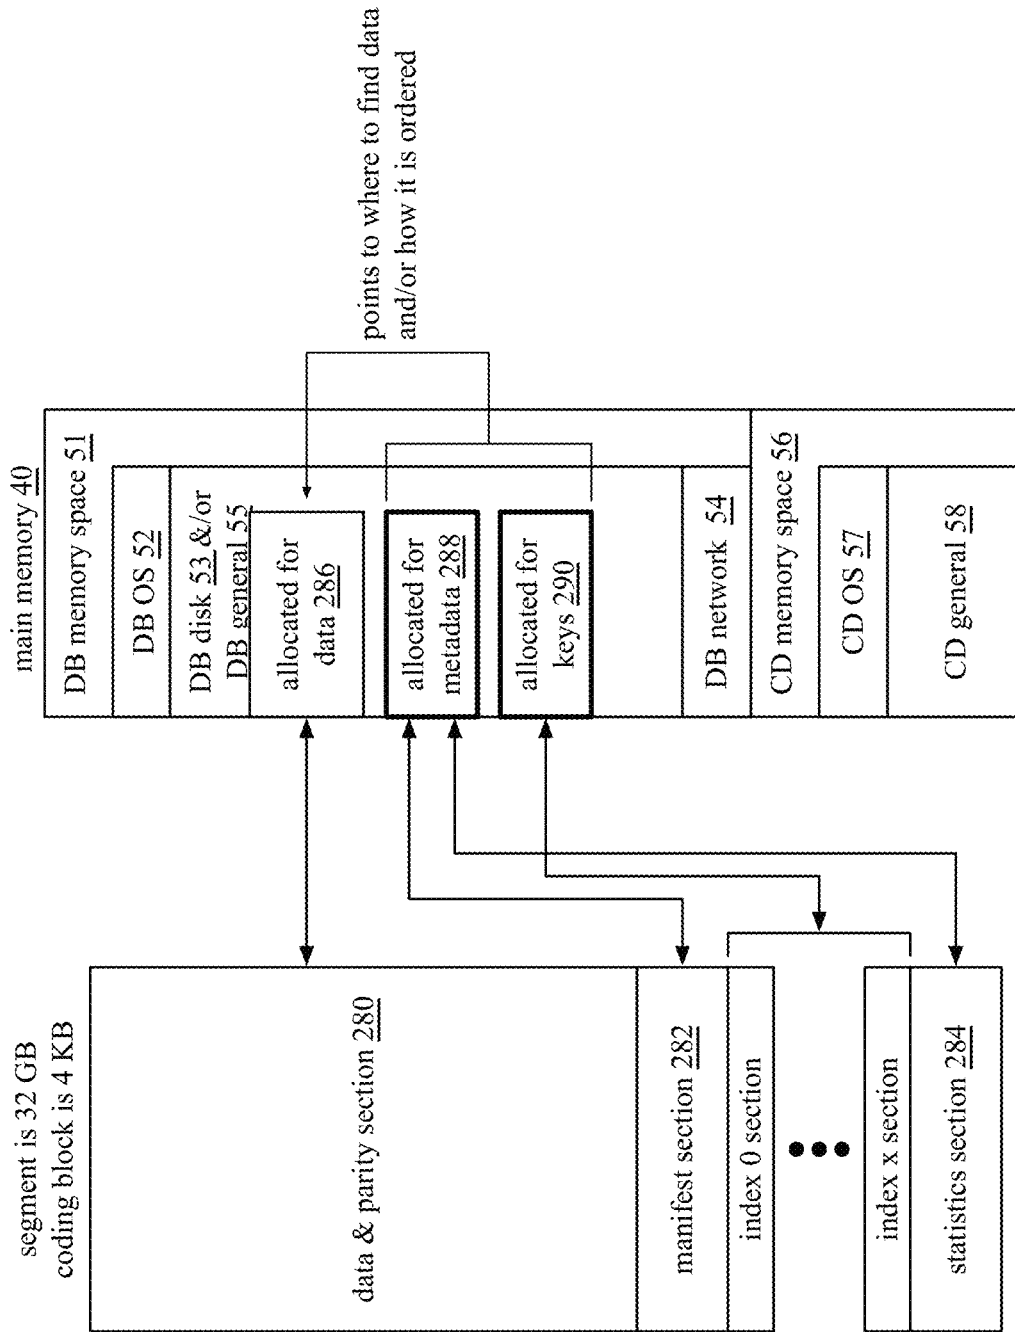 segment is 32 GB
coding block is 4 KB
data & parity section 280
manifest section 282
index 0 section
index x section
statistics section 284
main memory 40
DB memory space 51
DB OS 52
DB disk 53 &/or
DB general 55
allocated for
data 286
allocated for
metadata 288
allocated for
keys 290
DB network 54
CD memory space 56
CD OS 57
CD general 58
points to where to find data
and/or how it is ordered